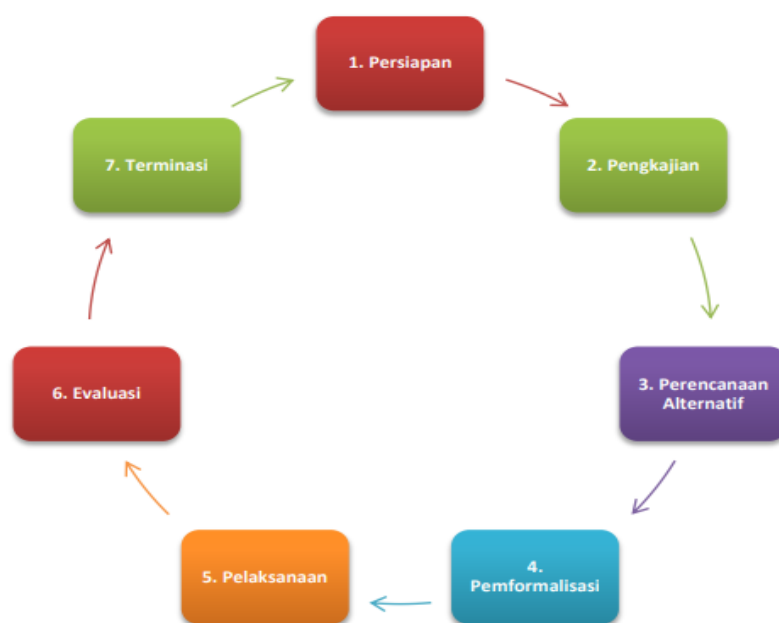 1. Persiapan
2. Pengkajian
3. Perencanaan
Alternatif
4.
Pemformalisasi
5. Pelaksanaan
6. Evaluasi
7. Terminasi